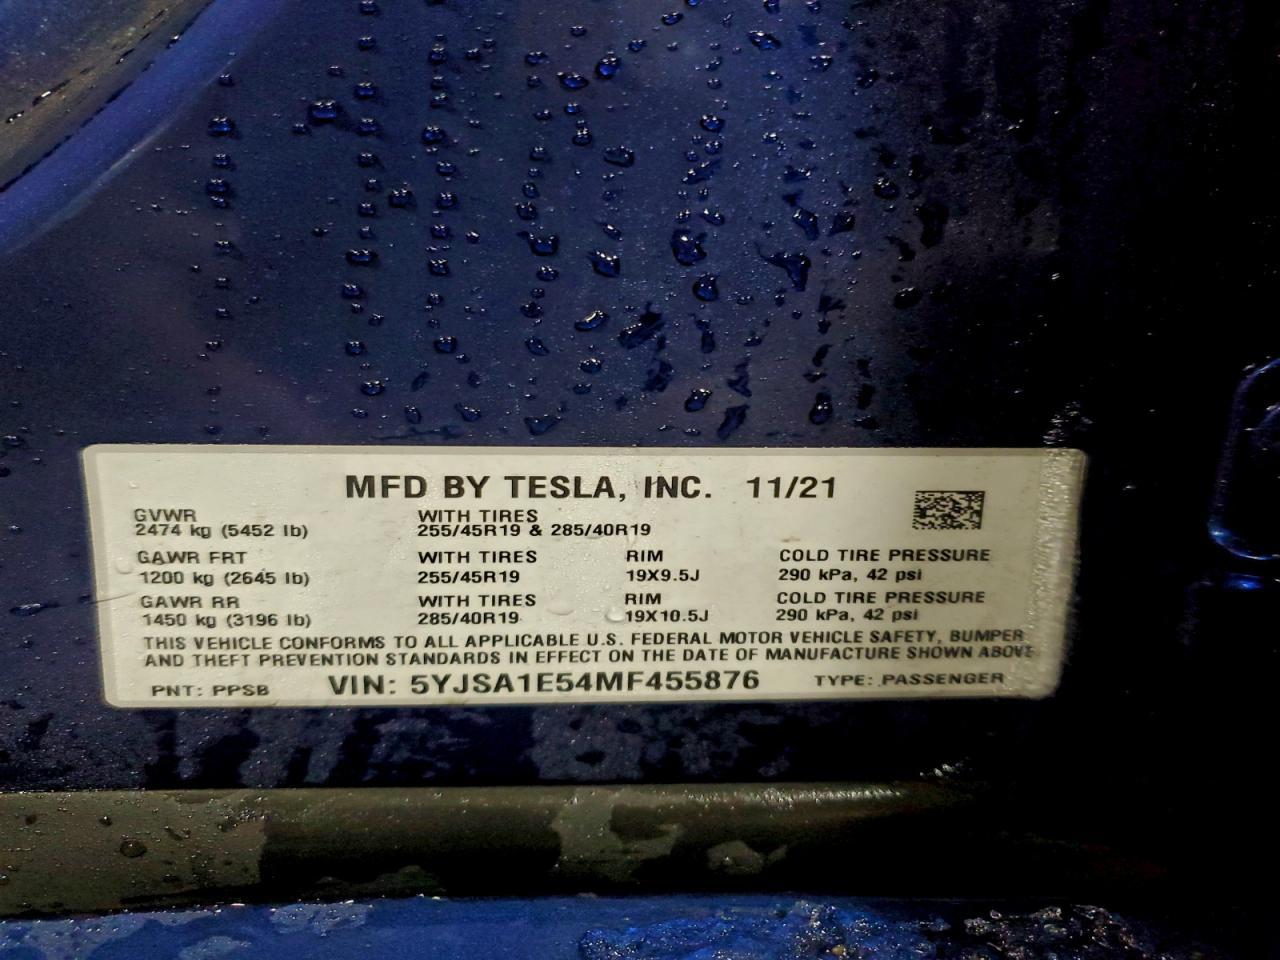 MFD BY TESLA, INC. 11/21
GVWR WITH TIRES
2474 kg (5452 lb) 255/45R19 & 285/40R19
GAWR FRT WITH TIRES RIM COLD TIRE PRESSURE
1200 kg (2645 lb) 255/45R19 19X9.5J 290 kPa, 42 psi
GAWR RR WITH TIRES RIM COLD TIRE PRESSURE
1450 kg (3196 lb) 285/40R19 19X10.5J 290 kPa, 42 psi
THIS VEHICLE CONFORMS TO ALL APPLICABLE U.S. FEDERAL MOTOR VEHICLE SAFETY, BUMPER
AND THEFT PREVENTION STANDARDS IN EFFECT ON THE DATE OF MANUFACTURE SHOWN ABOVE
PNT: PPSB VIN: 5YJSA1E54MF455876 TYPE: PASSENGER